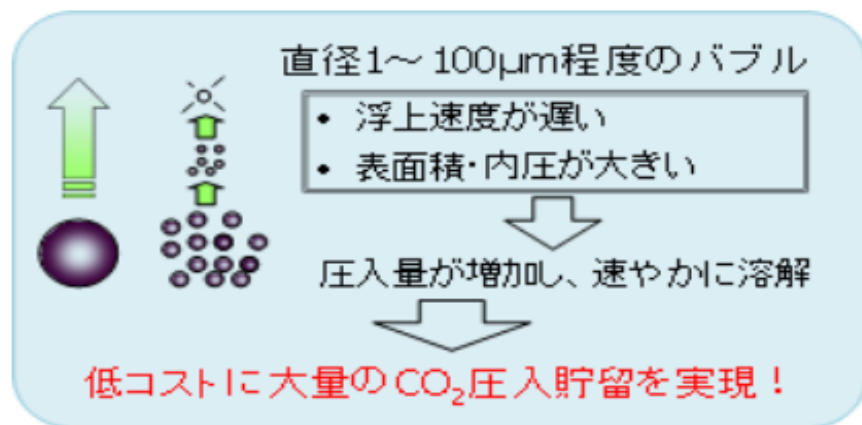 直径1～100μm程度のバブル
• 浮上速度が遅い
• 表面積・内圧が大きい
圧入量が増加し、速やかに溶解
低コストに大量のCO₂圧入貯留を実現！